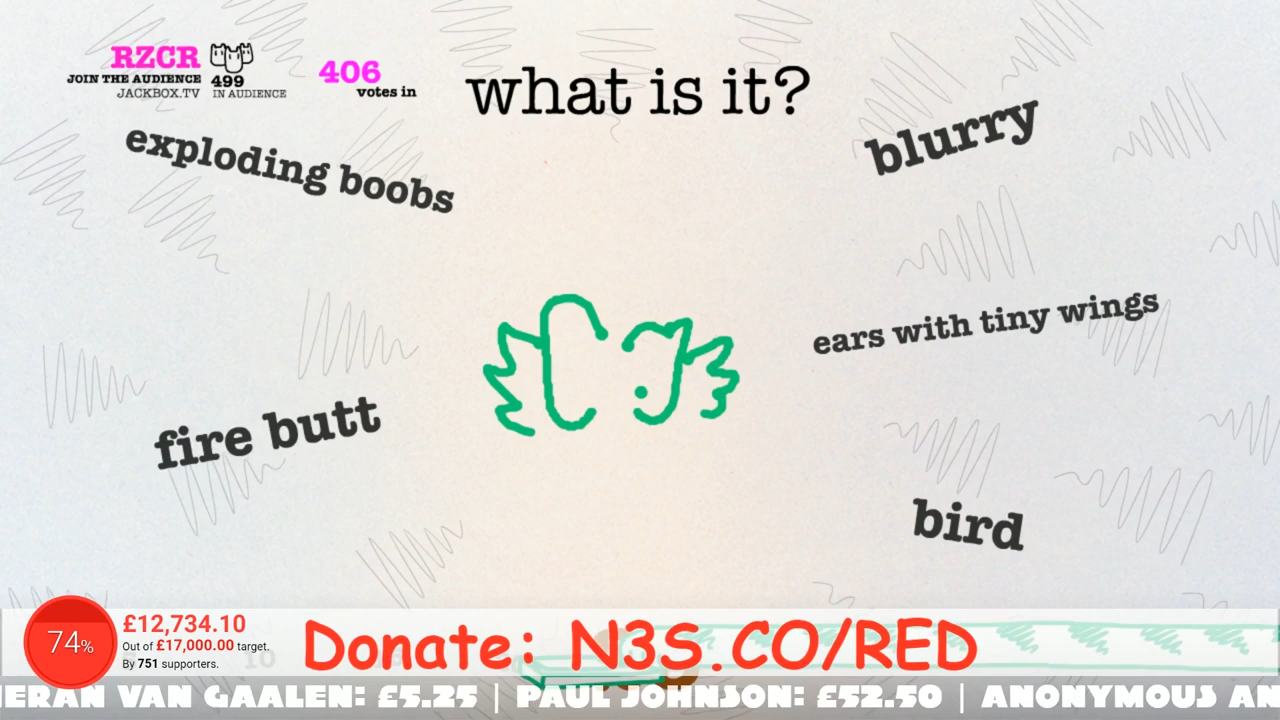 RZCR
JOIN THE AUDIENCE
JACKBOX.TV
499
IN AUDIENCE
406
votes in
what is it?
exploding boobs
blurry
ears with tiny wings
fire butt
bird
74%
£12,734.10
Out of £17,000.00 target.
By 751 supporters.
10
Donate: N3S.CO/RED
IERAN VAN GAALEN: £5.25 | PAUL JOHNSON: £52.50 | ANONYMOUS AN